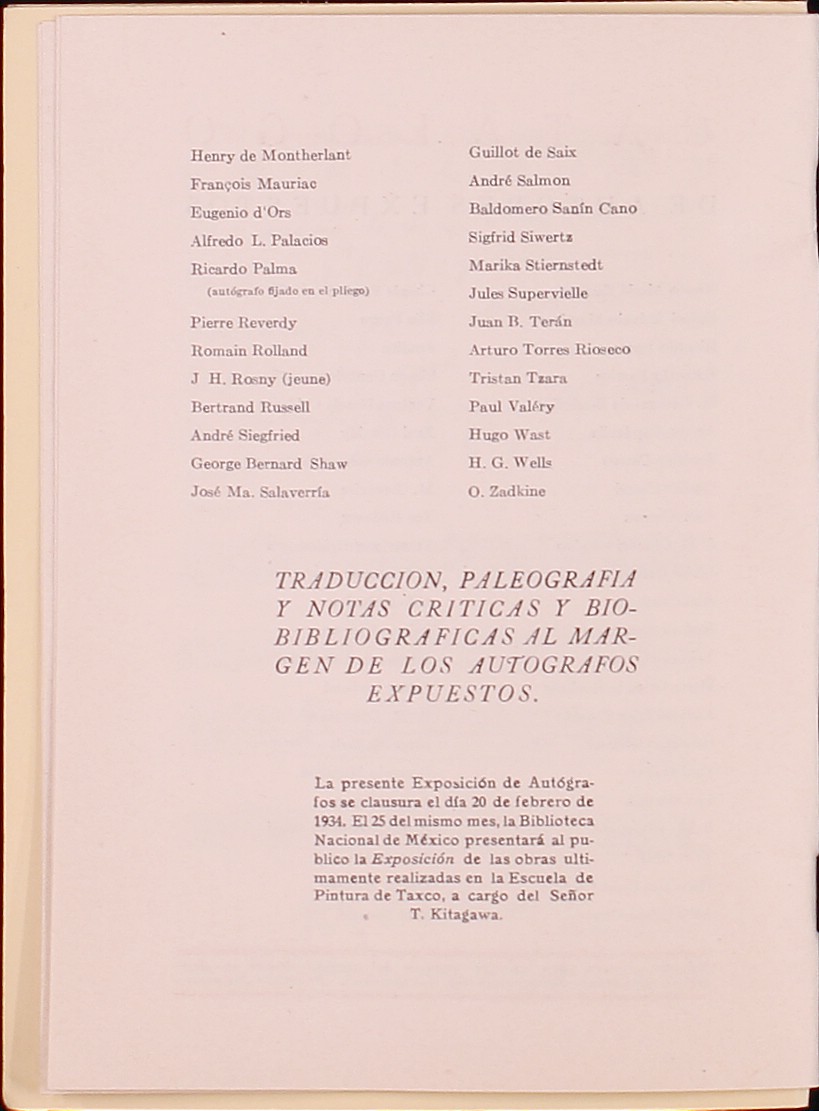 Henry de Montherlant
François Mauriac
Eugenio d'Ors
Alfredo L. Palacios
Ricardo Palma
(autógrafo fijado en el pliego)
Pierre Reverdy
Romain Rolland
J H. Rosny (jeune)
Bertrand Russell
André Siegfried
George Bernard Shaw
José Ma. Salaverría
Guillot de Saix
André Salmon
Baldomero Sanín Cano
Sigfrid Siwertz
Marika Stiernstedt
Jules Supervielle
Juan B. Terán
Arturo Torres Rioseco
Tristan Tzara
Paul Valéry
Hugo Wast
H. G. Wells
O. Zadkine
TRADUCCION, PALEOGRAFIA
Y NOTAS CRITICAS Y BIO-
BIBLIOGRAFICAS AL MAR-
GEN DE LOS AUTOGRAFOS
EXPUESTOS.
La presente Exposición de Autógra-
fos se clausura el día 20 de febrero de
1934. El 25 del mismo mes, la Biblioteca
Nacional de México presentará al pu-
blico la Exposición de las obras ulti-
mamente realizadas en la Escuela de
Pintura de Taxco, a cargo del Señor
T. Kitagawa.